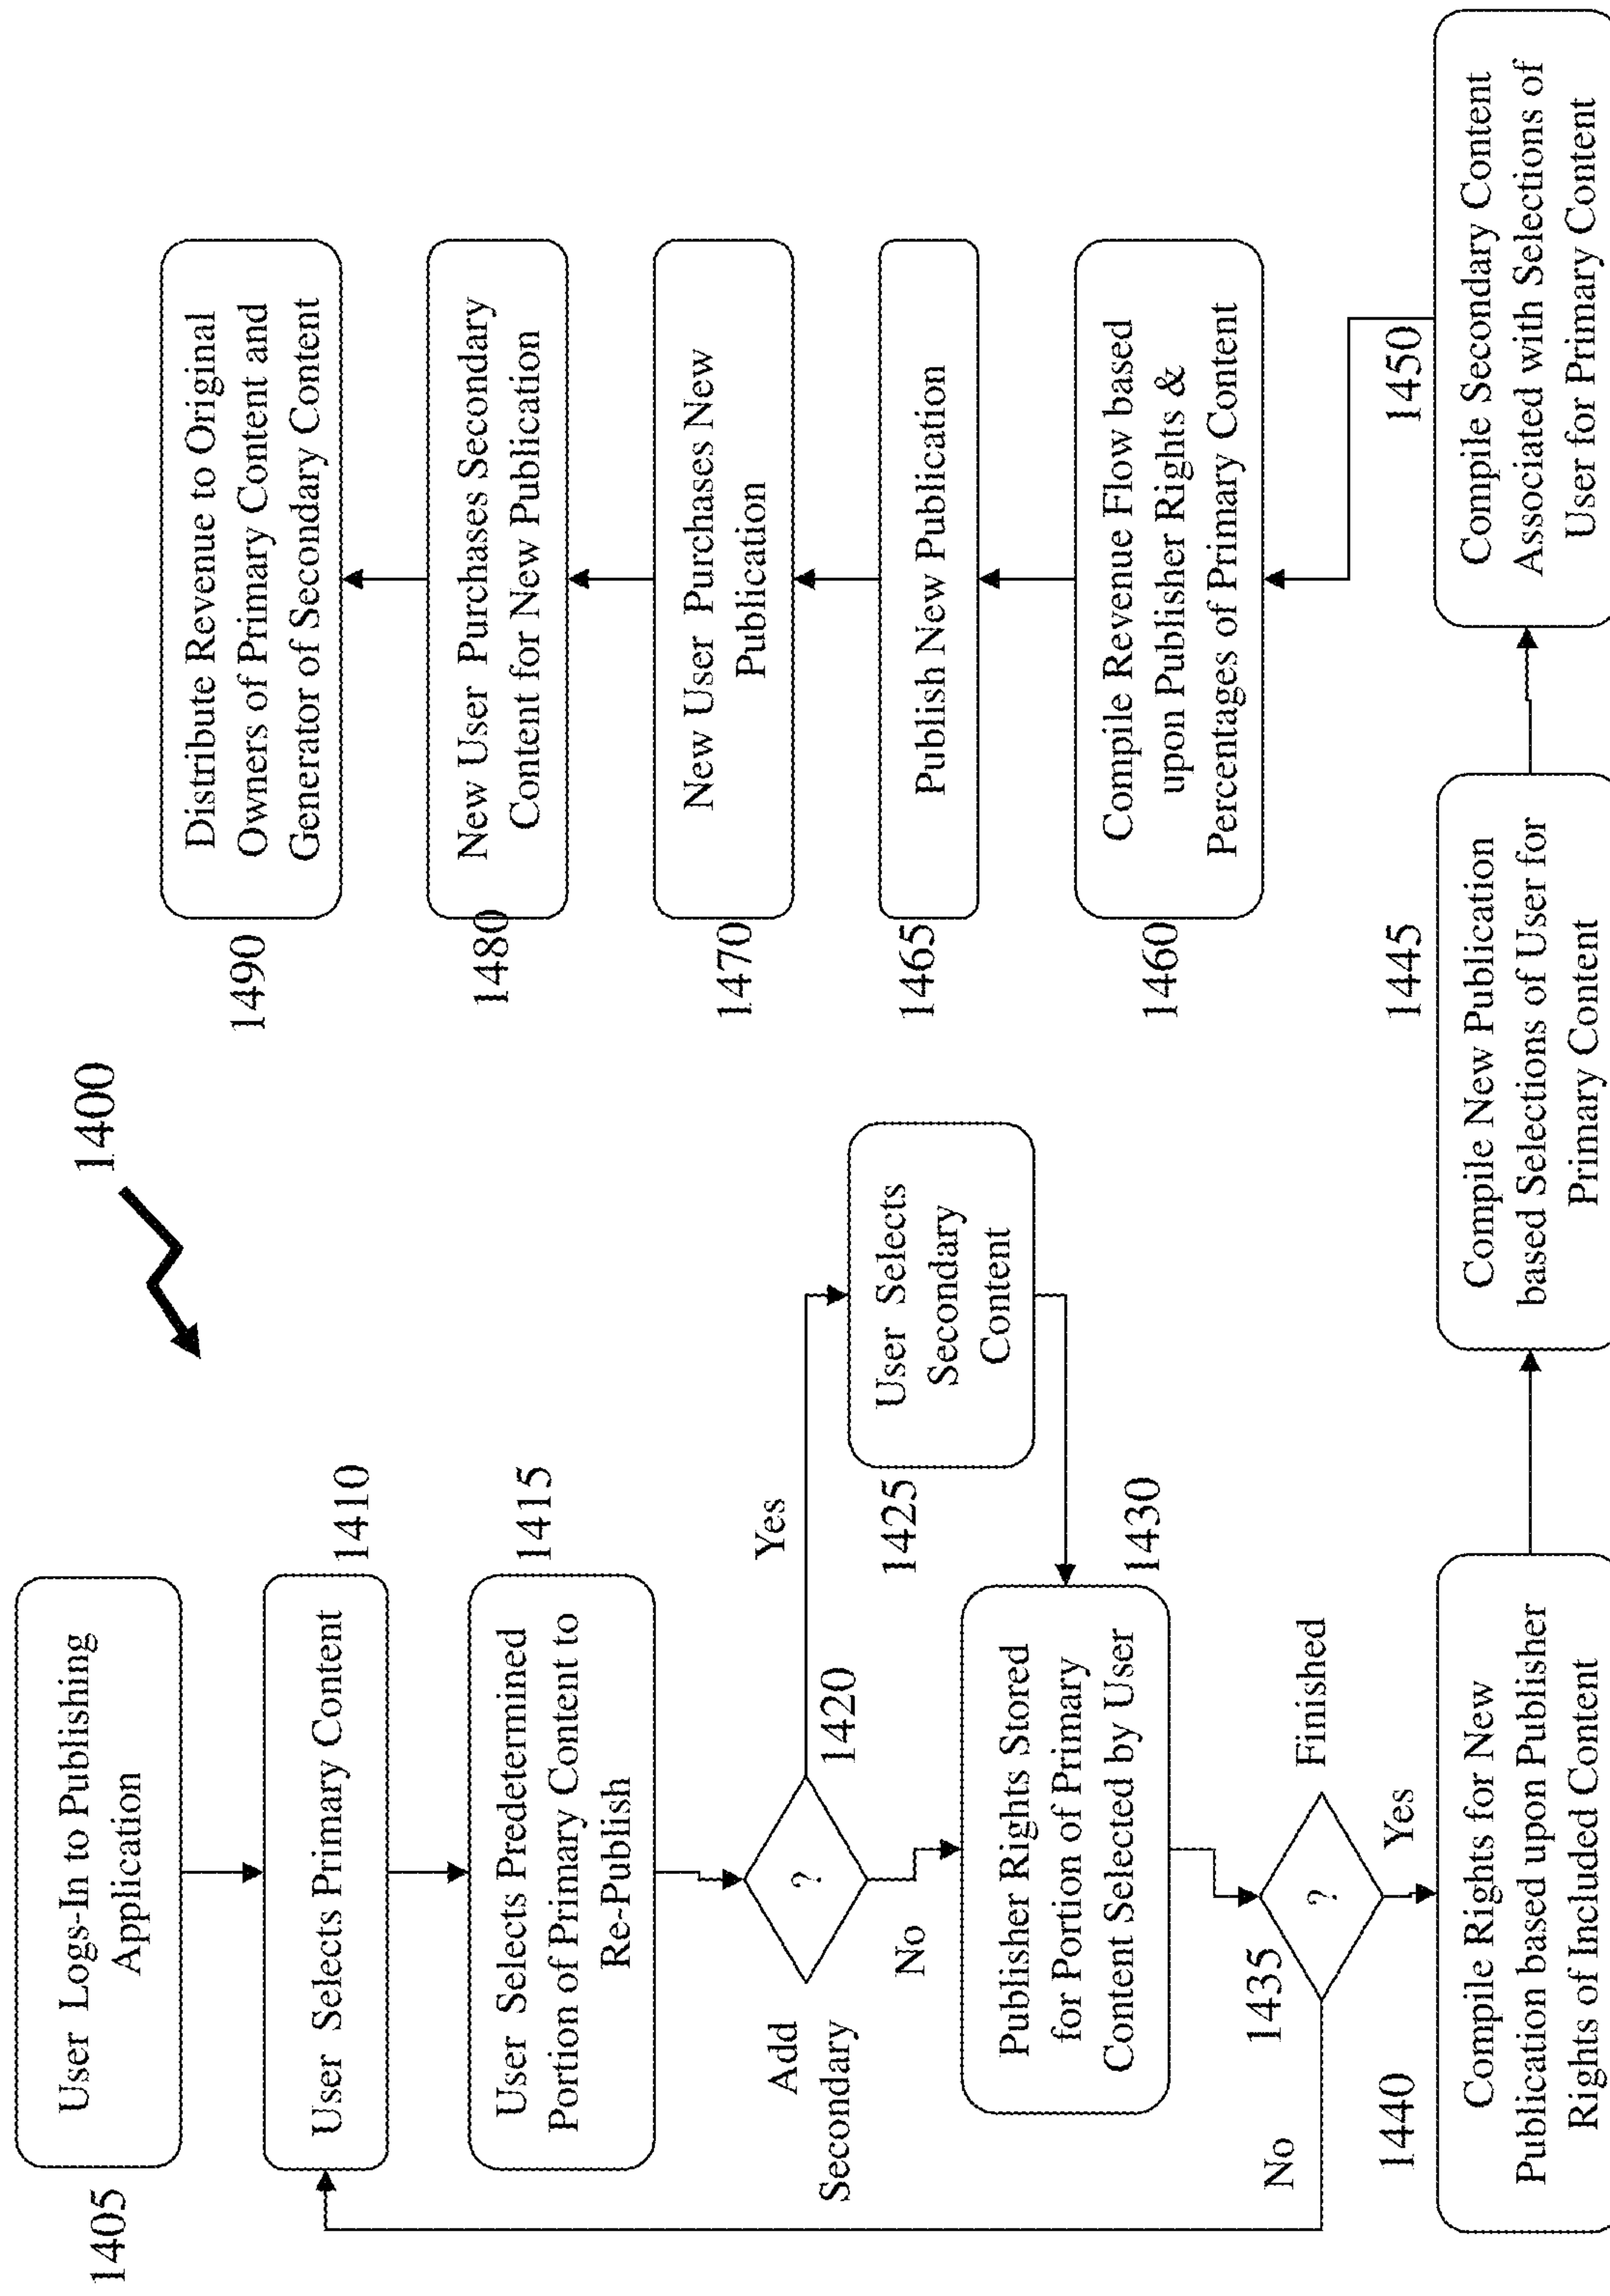 1400
1405
User Logs-In to Publishing
Application
User Selects Primary Content
1410
User Selects Predetermined
Portion of Primary Content to
Re-Publish
1415
Add
Secondary
?
1420
Yes
No
User Selects
Secondary
Content
1425
Publisher Rights Stored
for Portion of Primary
Content Selected by User
1430
1435
?
Finished
No
Yes
1440
Compile Rights for New
Publication based upon Publisher
Rights of Included Content
1445
Compile New Publication
based Selections of User for
Primary Content
1450
Compile Secondary Content
Associated with Selections of
User for Primary Content
1460
Compile Revenue Flow based
upon Publisher Rights &
Percentages of Primary Content
1465
Publish New Publication
1470
New User Purchases New
Publication
1480
New User Purchases Secondary
Content for New Publication
1490
Distribute Revenue to Original
Owners of Primary Content and
Generator of Secondary Content